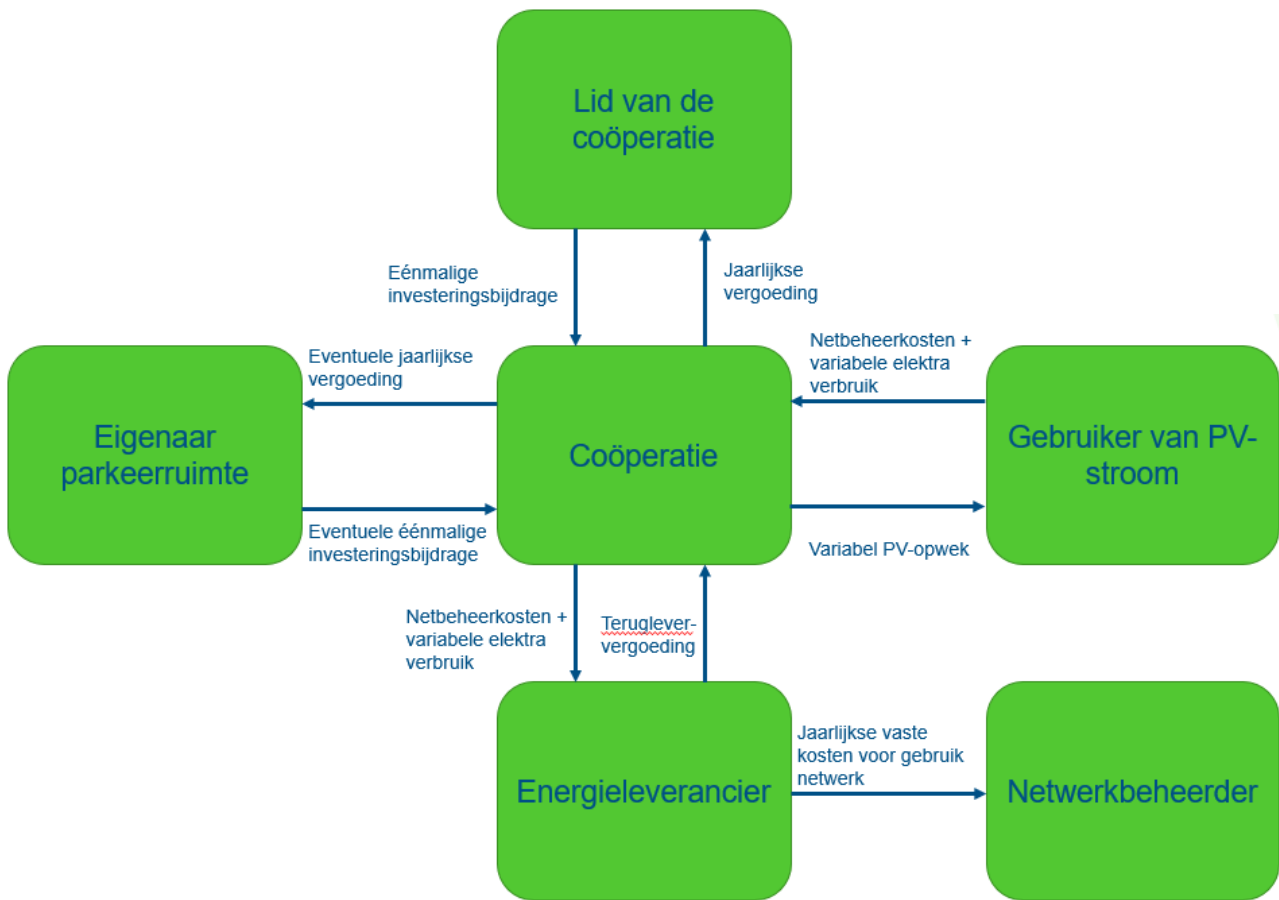 Lid van de
coöperatie
Eénmalige
investeringsbijdrage
Jaarlijkse
vergoeding
Eventuele jaarlijkse
vergoeding
Netbeheerkosten +
variabele elektra
verbruik
Eigenaar
parkeerruimte
Coöperatie
Gebruiker van PV-
stroom
Eventuele éénmalige
investeringsbijdrage
Variabel PV-opwek
Netbeheerkosten +
variabele elektra
verbruik
Teruglever-
vergoeding
Energieleverancier
Jaarlijkse vaste
kosten voor gebruik
netwerk
Netwerkbeheerder